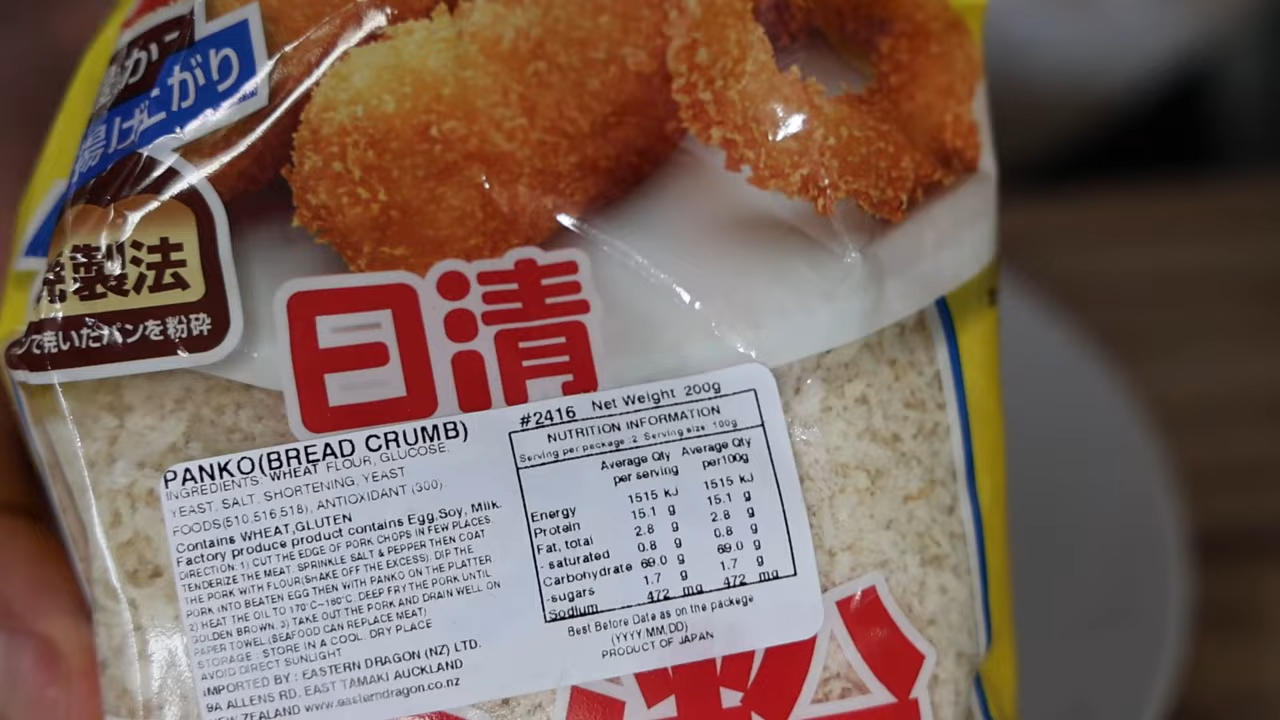 がり
揚げ
製法
で焼いたパンを粉砕
日清
PANKO(BREAD CRUMB)
INGREDIENTS: WHEAT FLOUR, GLUCOSE,
YEAST, SALT, SHORTENING, YEAST
FOODS(510,516,518), ANTIOXIDANT (300).
Contains WHEAT,GLUTEN
Factory produce product contains Egg,Soy, Milk.
DIRECTION: 1) CUT THE EDGE OF PORK CHOPS IN FEW PLACES.
TENDERIZE THE MEAT. SPRINKLE SALT & PEPPER THEN COAT
THE PORK WITH FLOUR(SHAKE OFF THE EXCESS). DIP THE
PORK INTO BEATEN EGG THEN WITH PANKO ON THE PLATTER.
2) HEAT THE OIL TO 170°C~180°C. DEEP FRY THE PORK UNTIL
GOLDEN BROWN. 3) TAKE OUT THE PORK AND DRAIN WELL ON
PAPER TOWEL.(SEAFOOD CAN REPLACE MEAT)
STORAGE : STORE IN A COOL. DRY PLACE
AVOID DIRECT SUNLIGHT
IMPORTED BY : EASTERN DRAGON (NZ) LTD.
9A ALLENS RD. EAST TAMAKI AUCKLAND
NEW ZEALAND www.easterndragon.co.nz
#2416 Net Weight 200g
NUTRITION INFORMATION
Serving per package :2 Serving size: 100g
Average Qty Average Qty
per serving per100g
Energy 1515 kJ 1515 kJ
Protein 15.1 g 15.1 g
Fat, total 2.8 g 2.8 g
- saturated 0.8 g 0.8 g
Carbohydrate 69.0 g 69.0 g
-sugars 1.7 g 1.7 g
Sodium 472 mg 472 mg
Best Before Date as on the packege
(YYYY,MM,DD)
PRODUCT OF JAPAN
粉